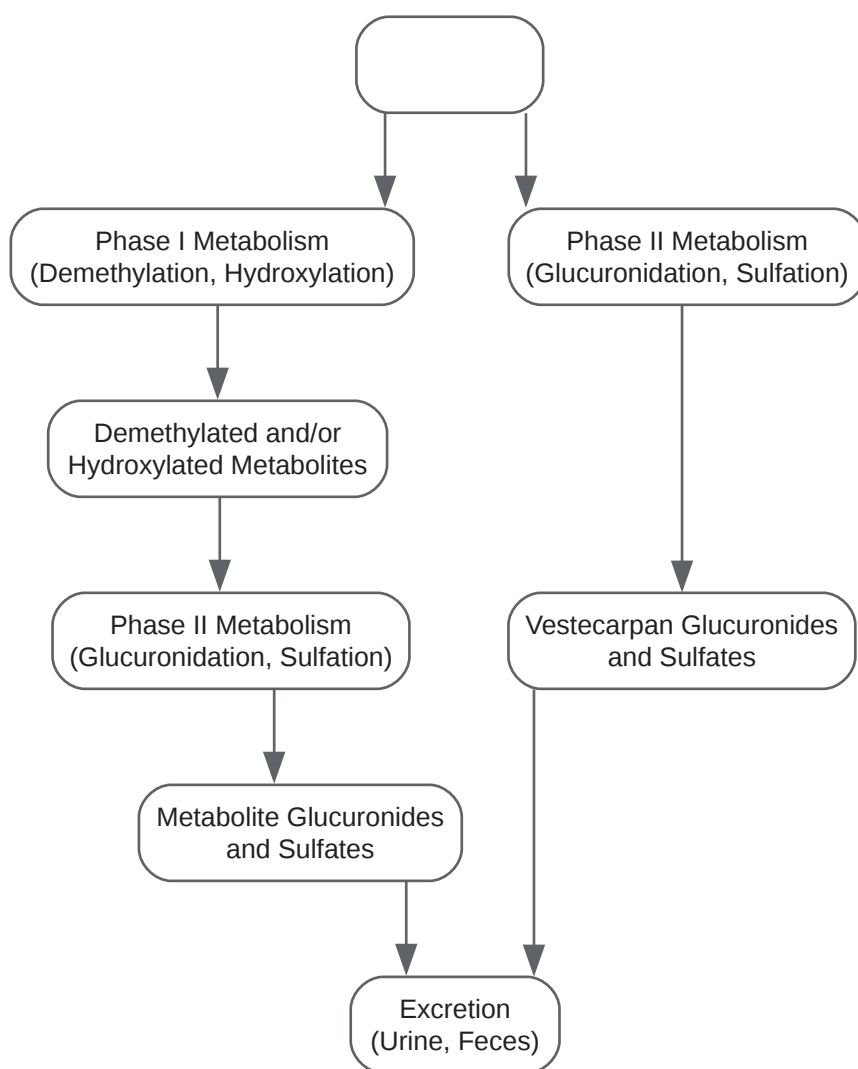 Phase I Metabolism
(Demethylation, Hydroxylation)
Phase II Metabolism
(Glucuronidation, Sulfation)
Demethylated and/or
Hydroxylated Metabolites
Phase II Metabolism
(Glucuronidation, Sulfation)
Vestecarpan Glucuronides
and Sulfates
Metabolite Glucuronides
and Sulfates
Excretion
(Urine, Feces)